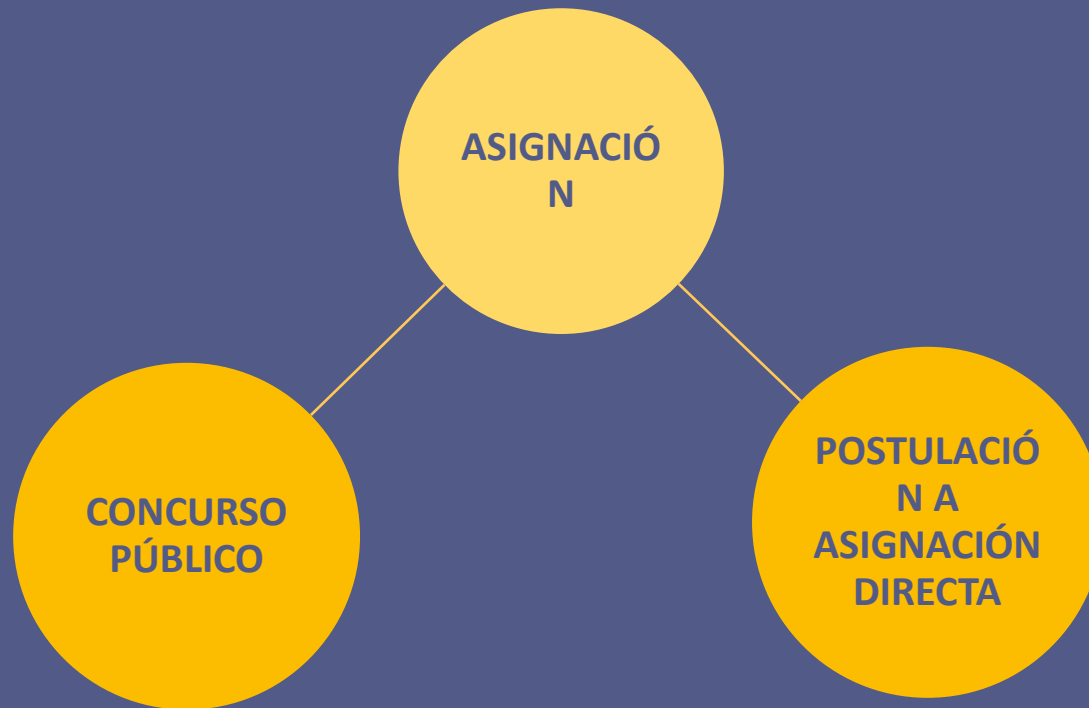 ASIGNACIÓ
N
CONCURSO
PÚBLICO
POSTULACIÓ
N A
ASIGNACIÓN
DIRECTA